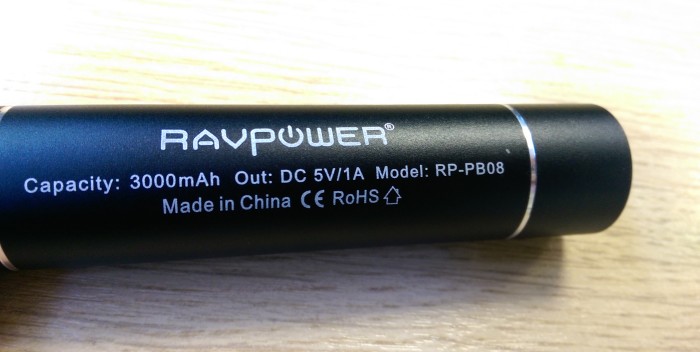 RAVPOWER®
Capacity: 3000mAh Out: DC 5V/1A Model: RP-PB08
Made in China CE RoHS